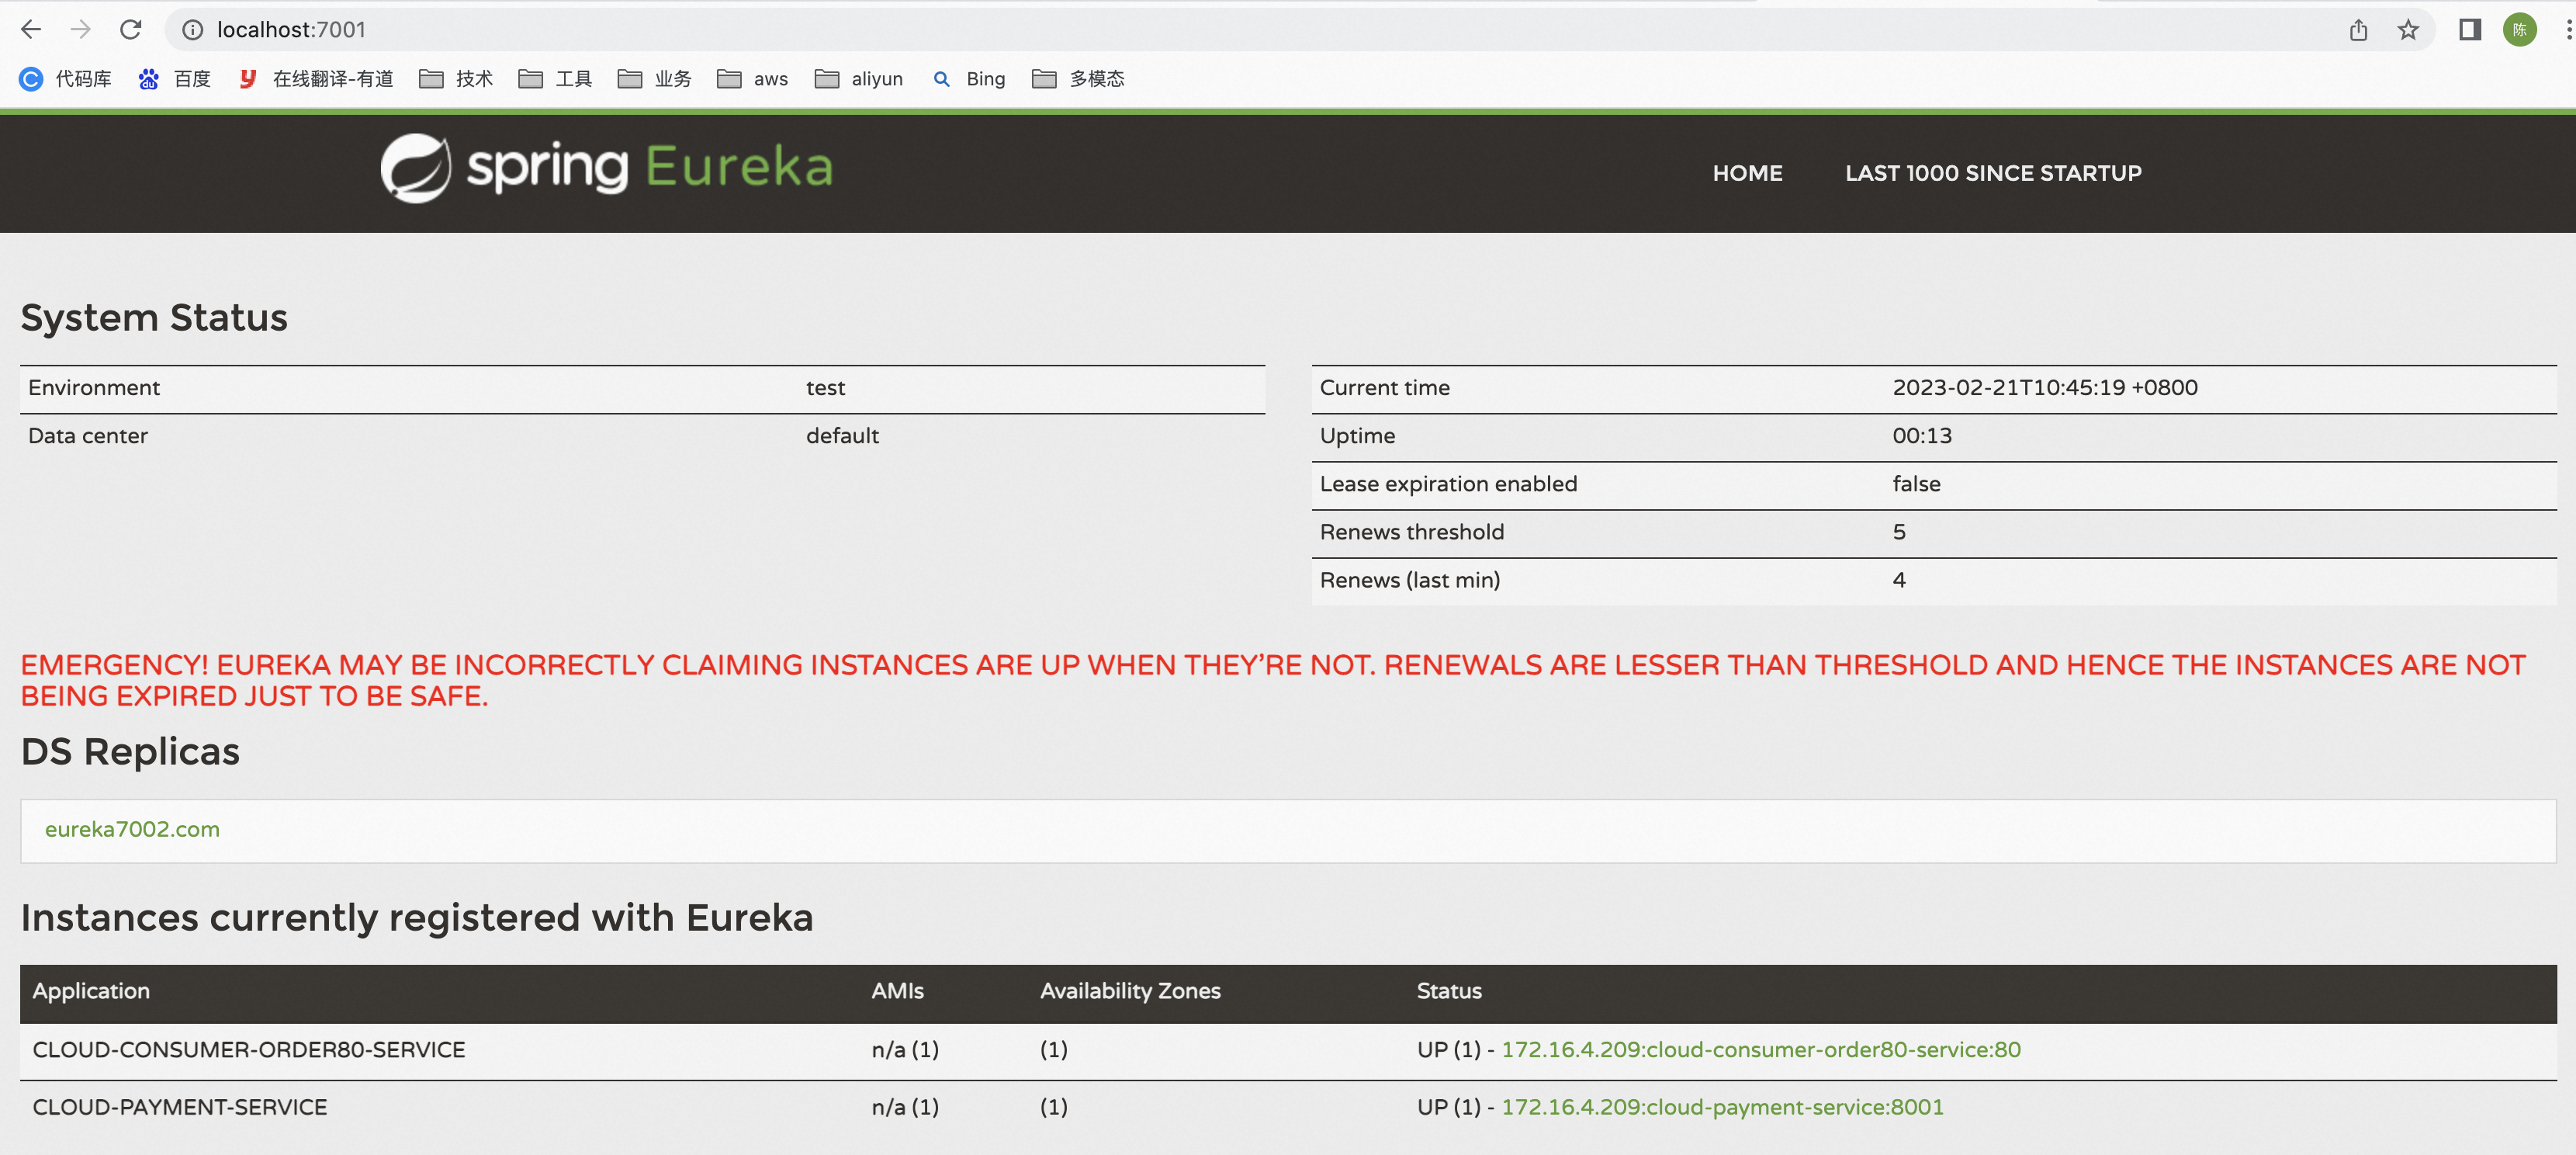 localhost:7001
陈
代码库 百度 在线翻译-有道 技术 工具 业务 aws aliyun Bing 多模态
spring Eureka
HOME LAST 1000 SINCE STARTUP
System Status
Environment test
Data center default
Current time 2023-02-21T10:45:19 +0800
Uptime 00:13
Lease expiration enabled false
Renews threshold 5
Renews (last min) 4
EMERGENCY! EUREKA MAY BE INCORRECTLY CLAIMING INSTANCES ARE UP WHEN THEY'RE NOT. RENEWALS ARE LESSER THAN THRESHOLD AND HENCE THE INSTANCES ARE NOT
BEING EXPIRED JUST TO BE SAFE.
DS Replicas
eureka7002.com
Instances currently registered with Eureka
Application AMIs Availability Zones Status
CLOUD-CONSUMER-ORDER80-SERVICE n/a (1) (1) UP (1) - 172.16.4.209:cloud-consumer-order80-service:80
CLOUD-PAYMENT-SERVICE n/a (1) (1) UP (1) - 172.16.4.209:cloud-payment-service:8001